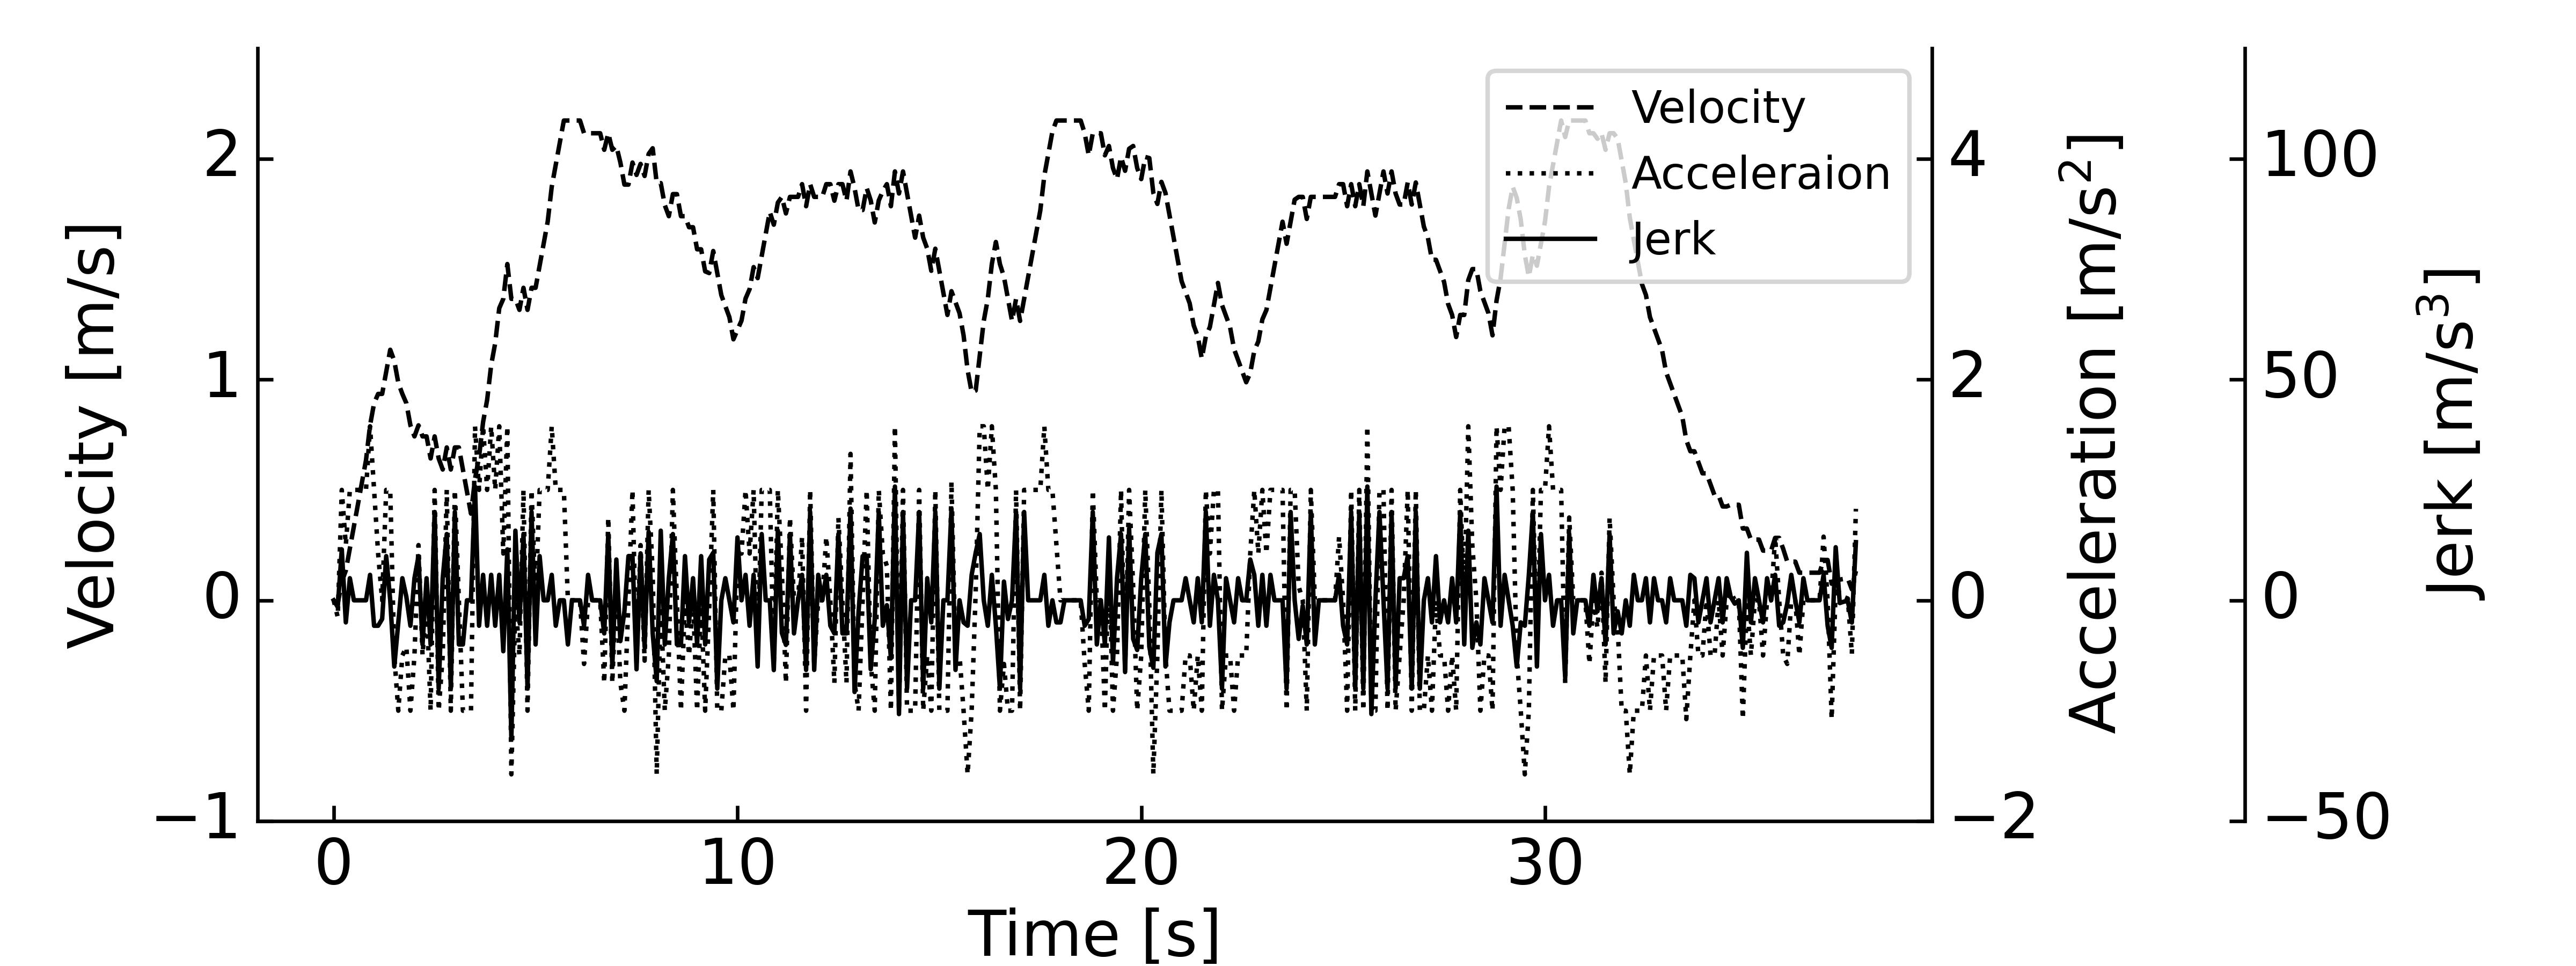 Velocity [m/s]
2
1
0
−1
0 10 20 30
Time [s]
Velocity
Acceleraion
Jerk
4
2
0
−2
Acceleration [m/s²]
100
50
0
−50
Jerk [m/s³]